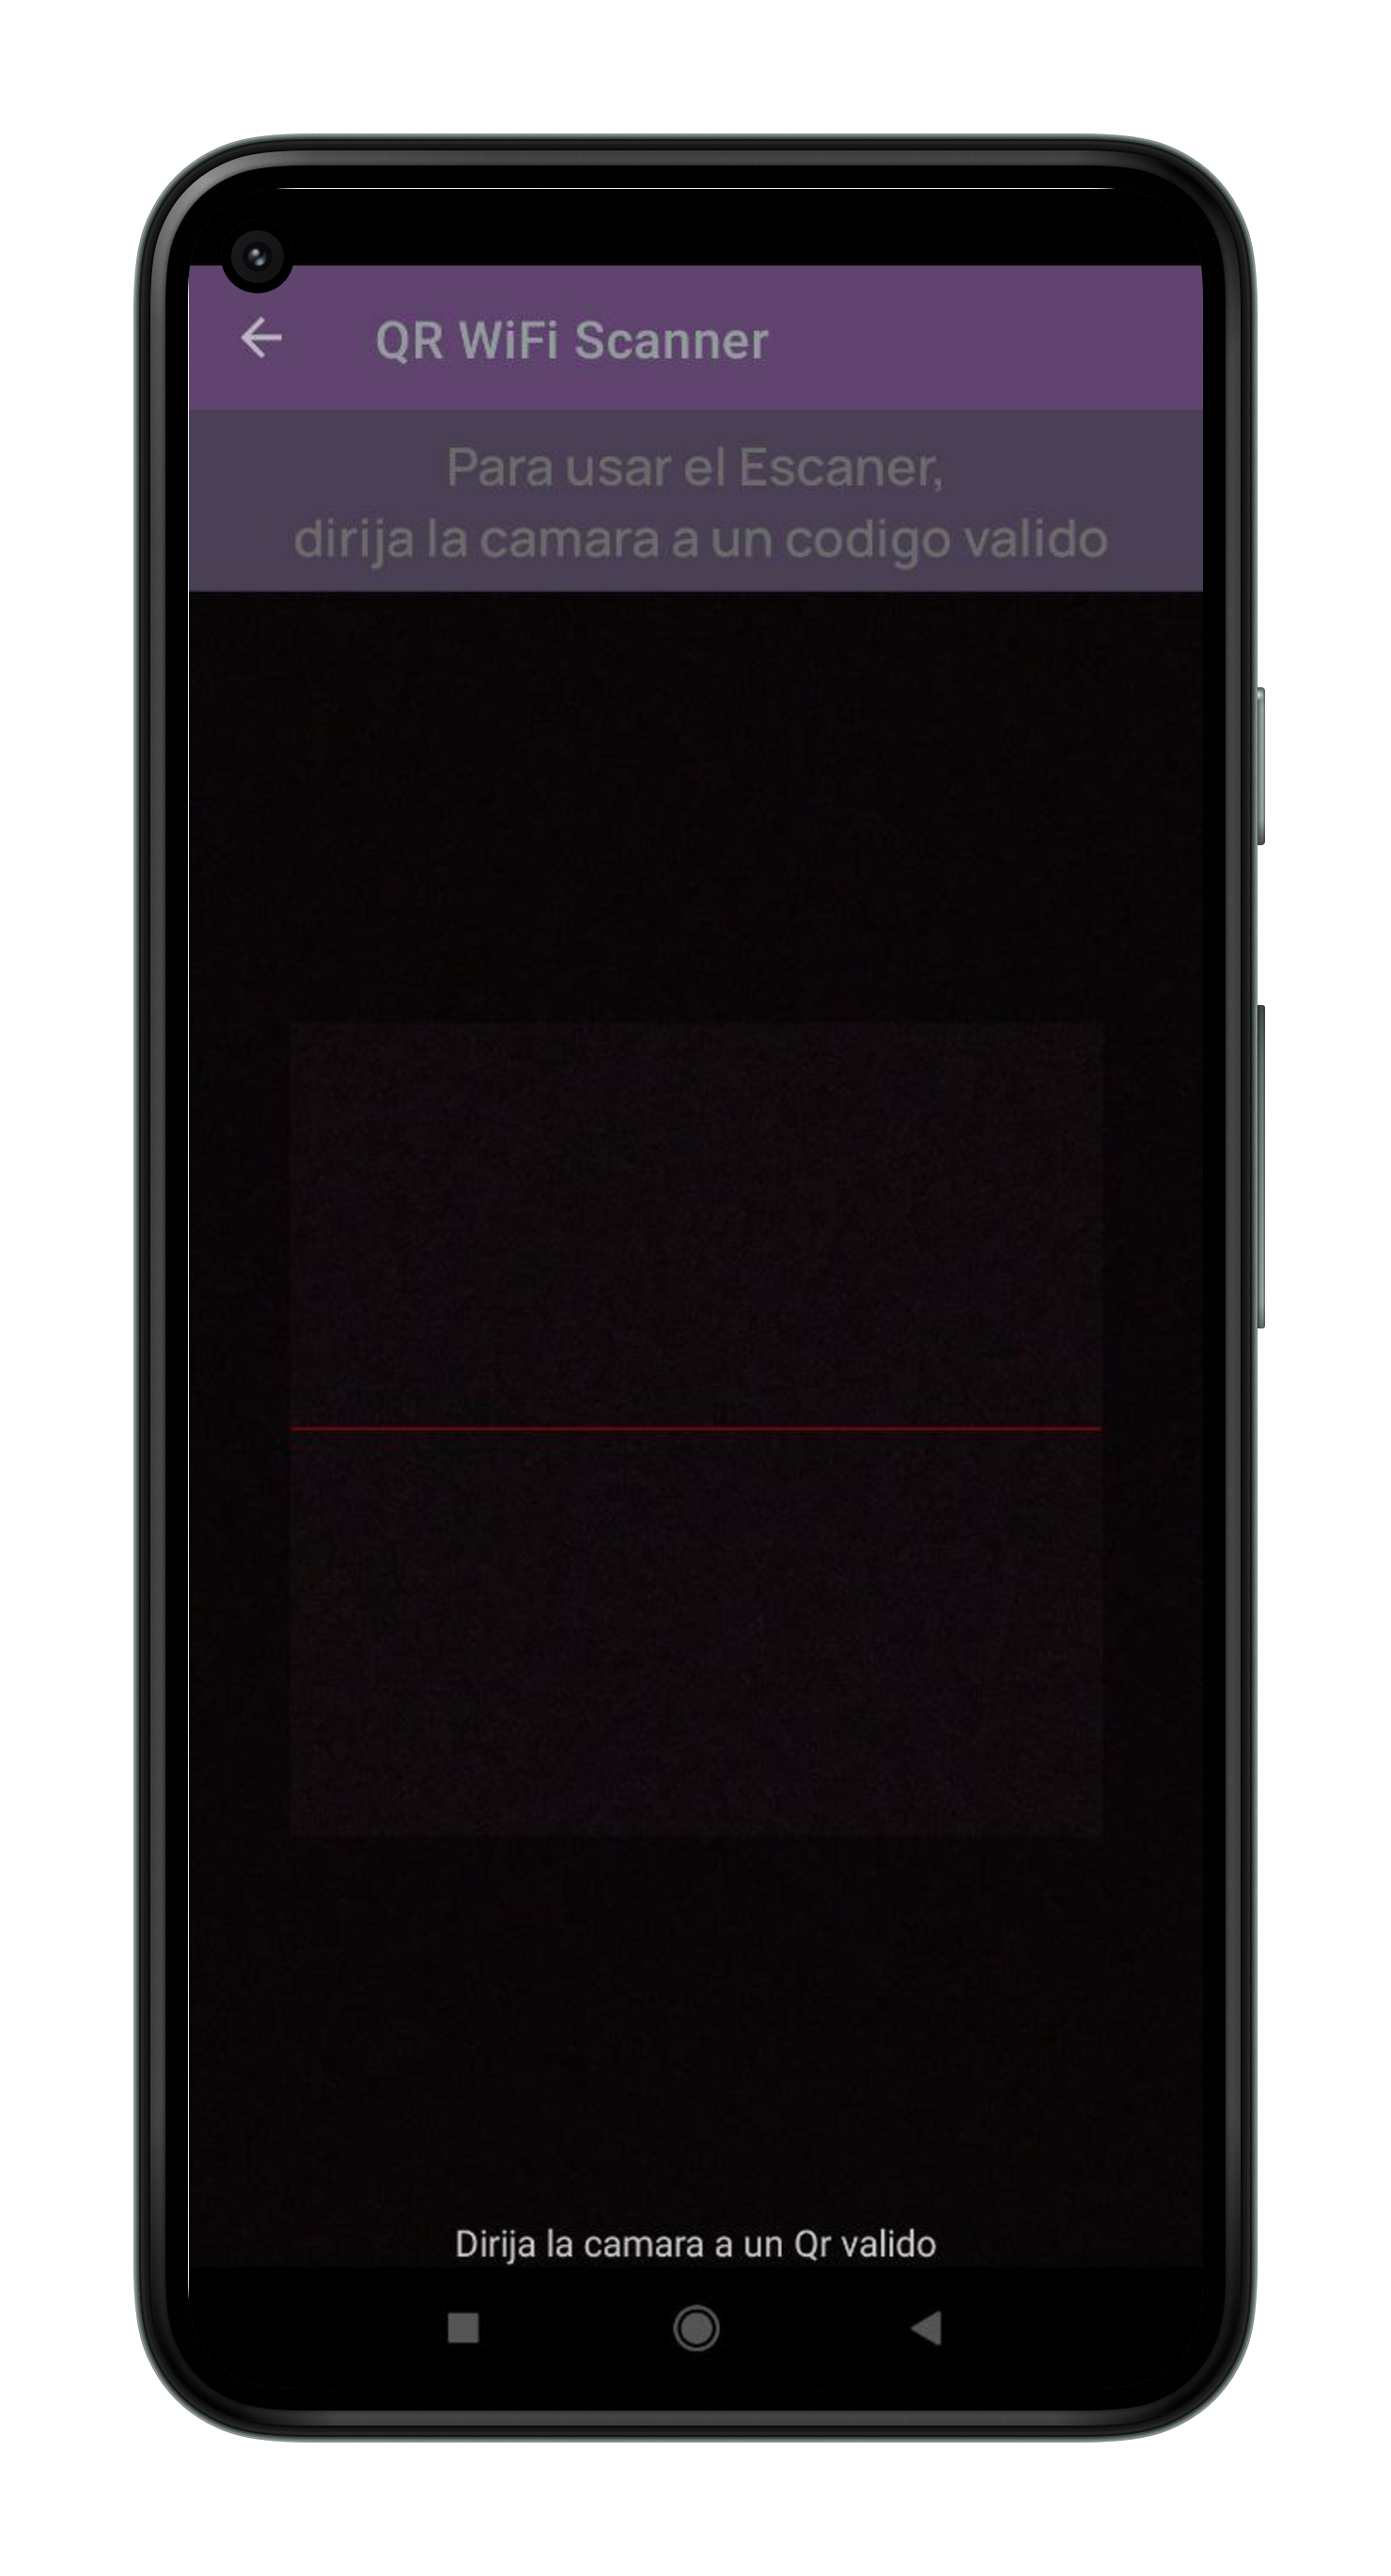 QR WiFi Scanner
Para usar el Escaner,
dirija la camara a un codigo valido
Dirija la camara a un Qr valido